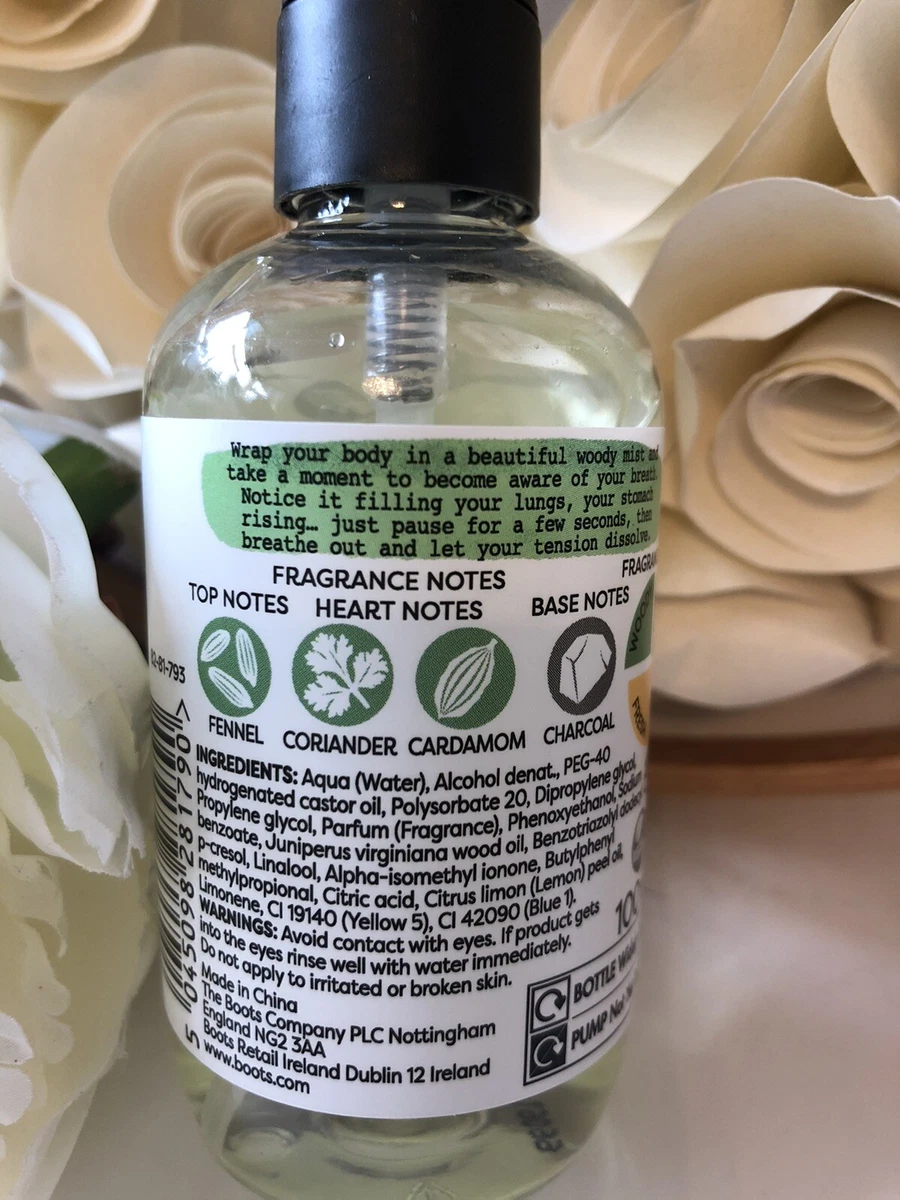 Wrap your body in a beautiful woody mist and
take a moment to become aware of your breath.
Notice it filling your lungs, your stomach
rising… just pause for a few seconds, then
breathe out and let your tension dissolve.
FRAGRANCE NOTES
TOP NOTES HEART NOTES BASE NOTES
FENNEL CORIANDER CARDAMOM CHARCOAL
WOODY
INGREDIENTS: Aqua (Water), Alcohol denat., PEG-40
hydrogenated castor oil, Polysorbate 20, Dipropylene glycol,
Propylene glycol, Parfum (Fragrance), Phenoxyethanol, Sodium
benzoate, Juniperus virginiana wood oil, Benzotriazolyl dodecyl
p-cresol, Linalool, Alpha-isomethyl ionone, Butylphenyl
methylpropional, Citric acid, Citrus limon (Lemon) peel oil,
Limonene, CI 19140 (Yellow 5), CI 42090 (Blue 1).
WARNINGS: Avoid contact with eyes. If product gets
into the eyes rinse well with water immediately.
Do not apply to irritated or broken skin.
Made in China
The Boots Company PLC Nottingham
England NG2 3AA
Boots Retail Ireland Dublin 12 Ireland
www.boots.com
BOTTLE
PUMP
5 045098 281790 >